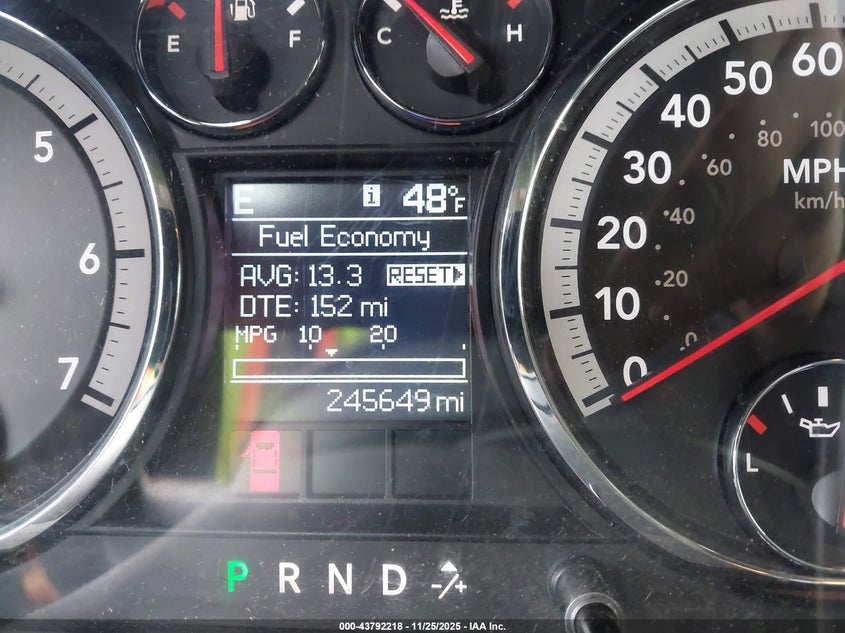 E F
C H
5
6
7
E i 48°F
Fuel Economy
AVG: 13.3 RESET
DTE: 152 mi
MPG 10 20
245649 mi
P R N D -/+
0 10 20 30 40 50 60
0 20 40 60 80 100
MPH
km/h
L
000-43792218 - 11/25/2025 - IAA Inc.